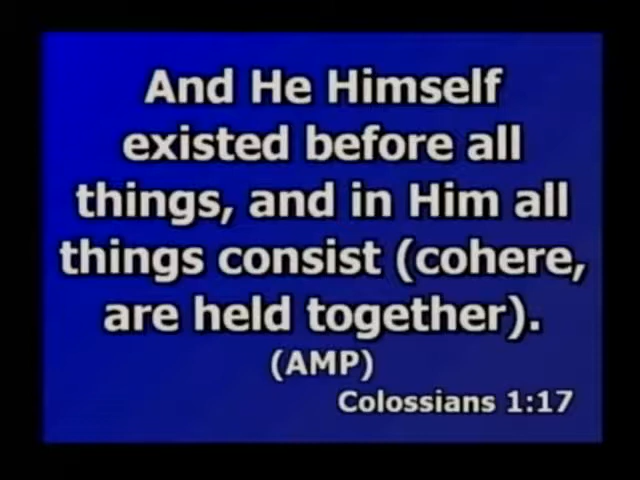 And He Himself
existed before all
things, and in Him all
things consist (cohere,
are held together).
(AMP)
Colossians 1:17